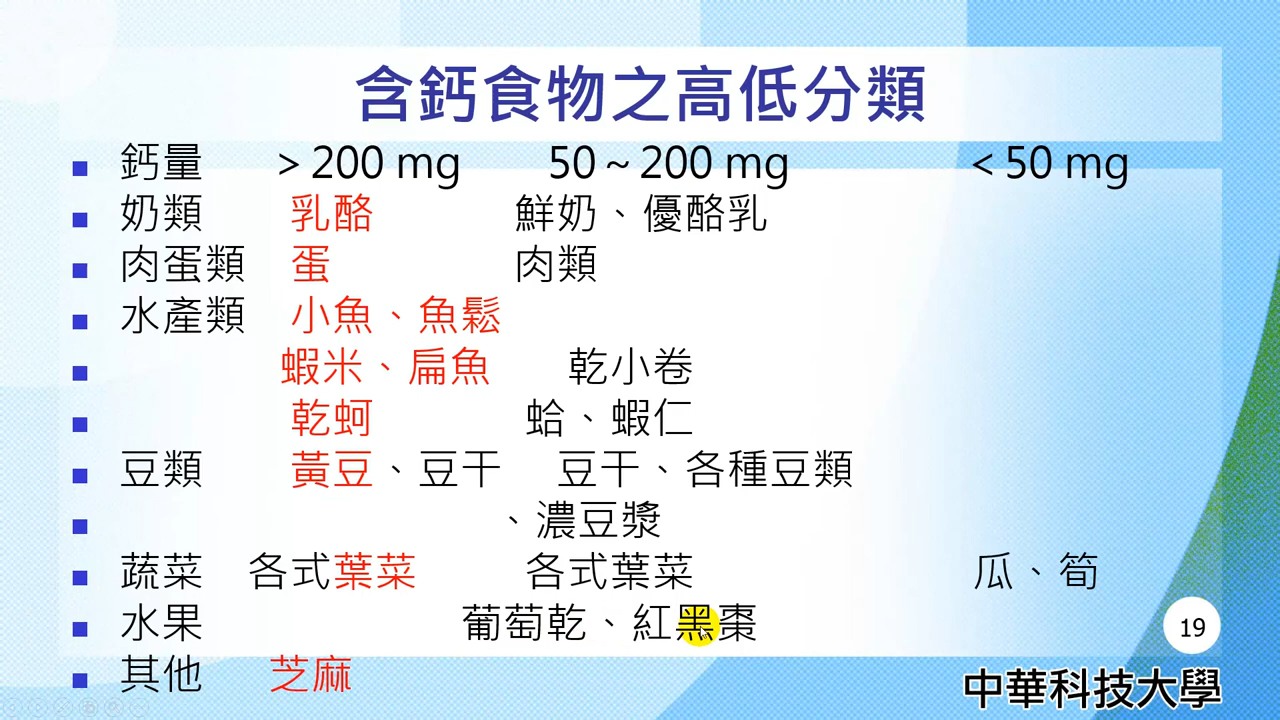 含鈣食物之高低分類
鈣量 > 200 mg 50 ~ 200 mg < 50 mg
奶類 乳酪 鮮奶、優酪乳
肉蛋類 蛋 肉類
水產類 小魚、魚鬆
蝦米、扁魚 乾小卷
乾蚵 蛤、蝦仁
豆類 黃豆、豆干 豆干、各種豆類
、濃豆漿
蔬菜 各式葉菜 各式葉菜 瓜、筍
水果 葡萄乾、紅黑棗
其他 芝麻
19
中華科技大學